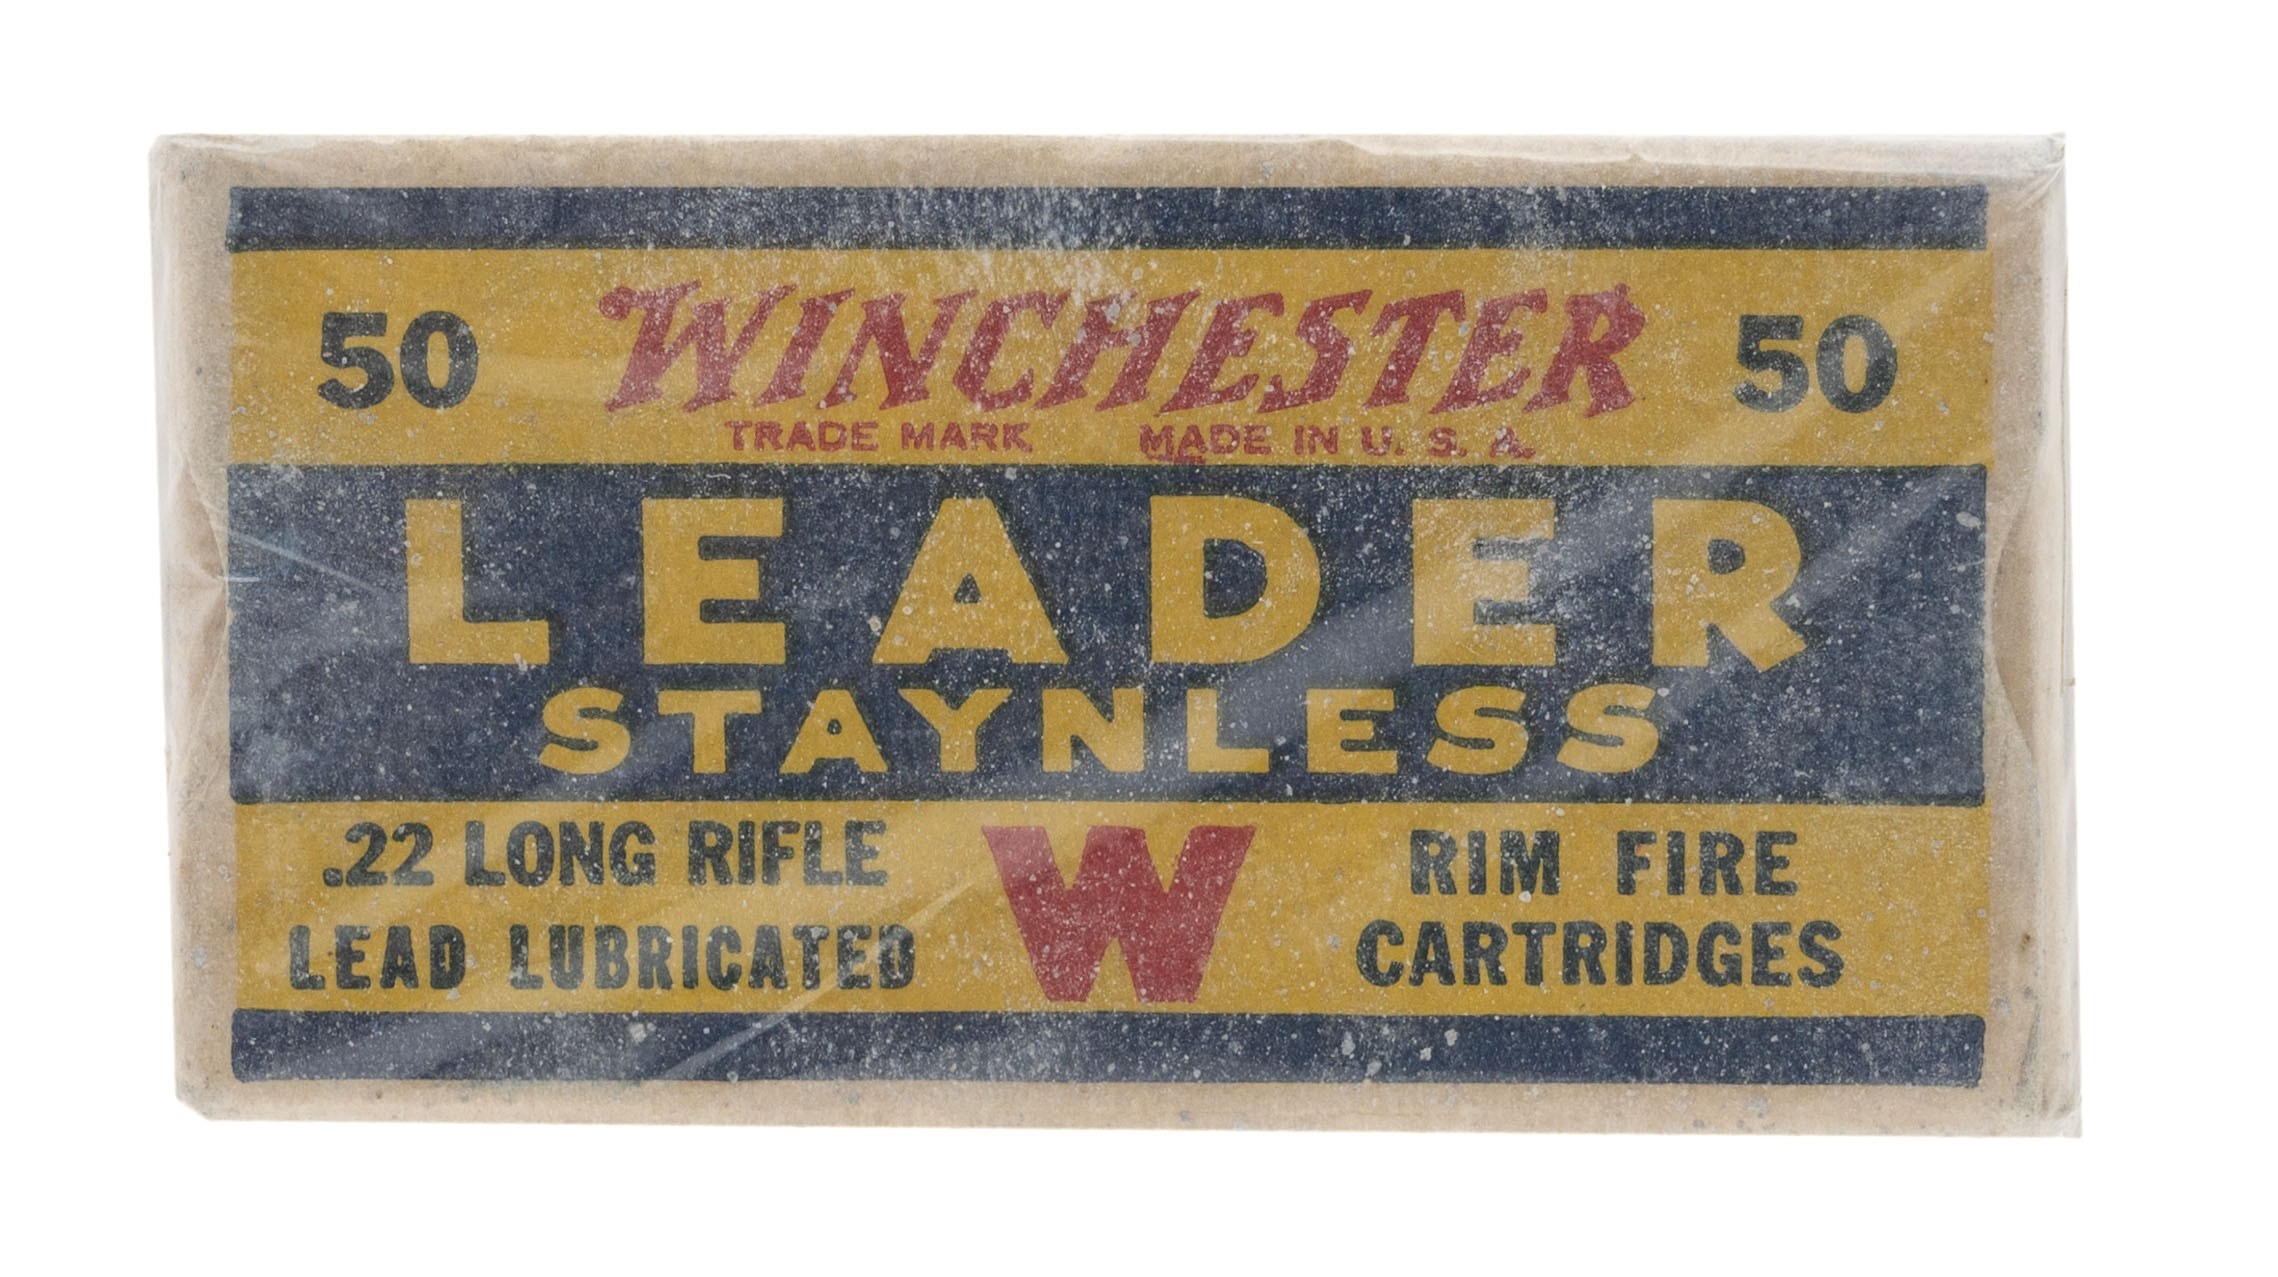 50 WINCHESTER 50
TRADE MARK MADE IN U. S. A.
LEADER
STAYNLESS
.22 LONG RIFLE
LEAD LUBRICATED
W
RIM FIRE
CARTRIDGES